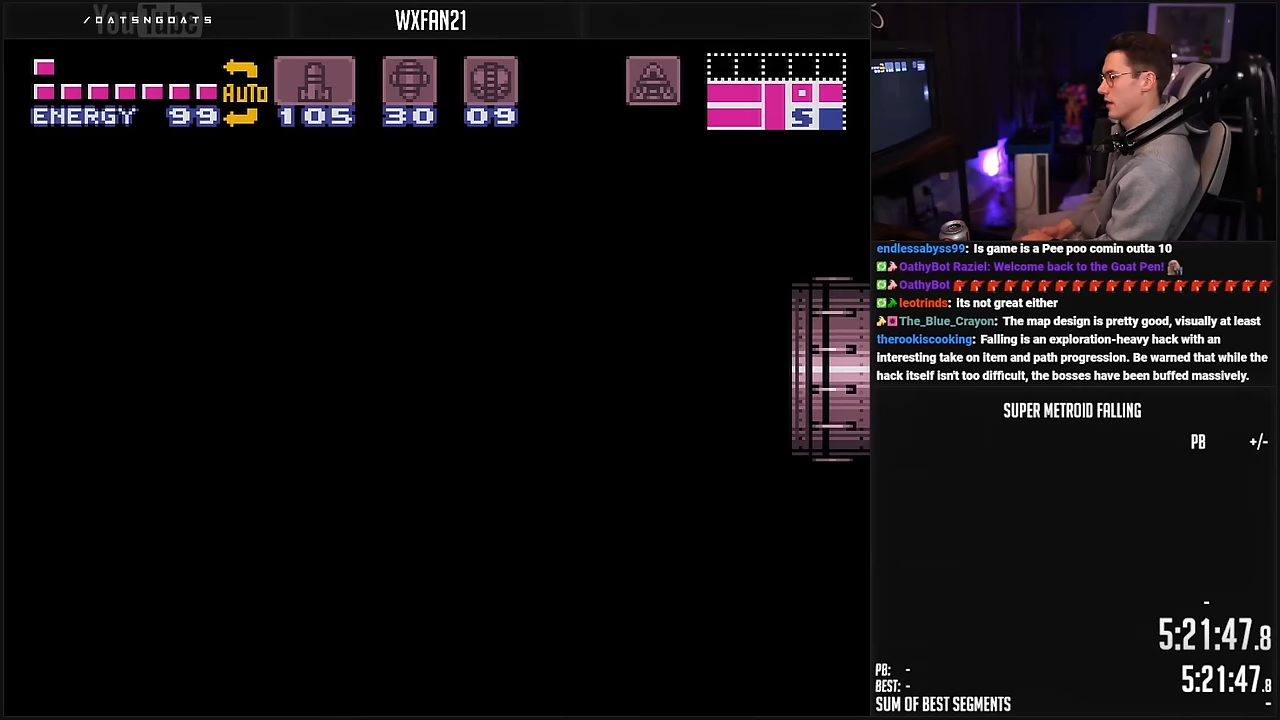 YouTube
/OATSNGOATS
WXFAN21
AUTO
ENERGY 99 105 30 09
S
endlessabyss99: Is game is a Pee poo comin outta 10
OathyBot Raziel: Welcome back to the Goat Pen!
OathyBot
leotrinds: its not great either
The_Blue_Crayon: The map design is pretty good, visually at least
therookiscooking: Falling is an exploration-heavy hack with an
interesting take on item and path progression. Be warned that while the
hack itself isn't too difficult, the bosses have been buffed massively.
SUPER METROID FALLING
PB +/-
-
5:21:47.8
PB: -
5:21:47.8
BEST: -
SUM OF BEST SEGMENTS -